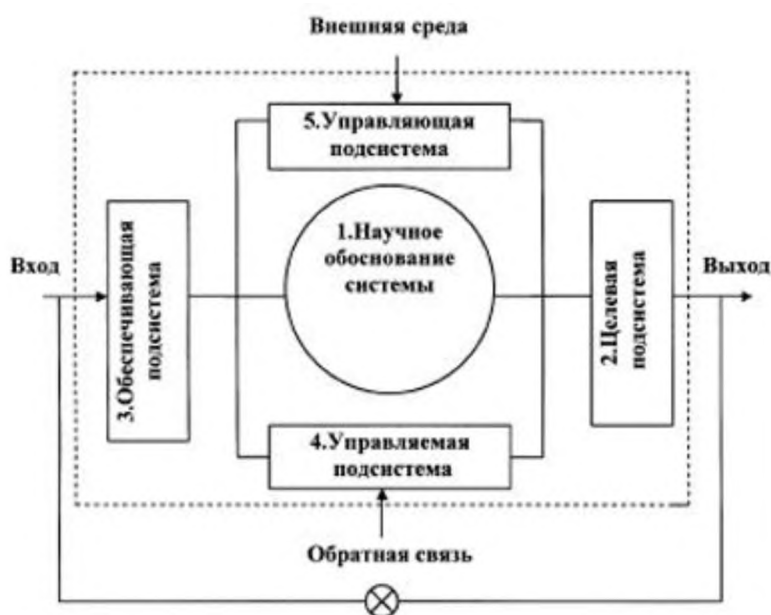 Внешняя среда
5.Управляющая
подсистема
1.Научное
обоснование
системы
Вход
3.Обеспечивающая
подсистема
2.Целевая
подсистема
Выход
4.Управляемая
подсистема
Обратная связь